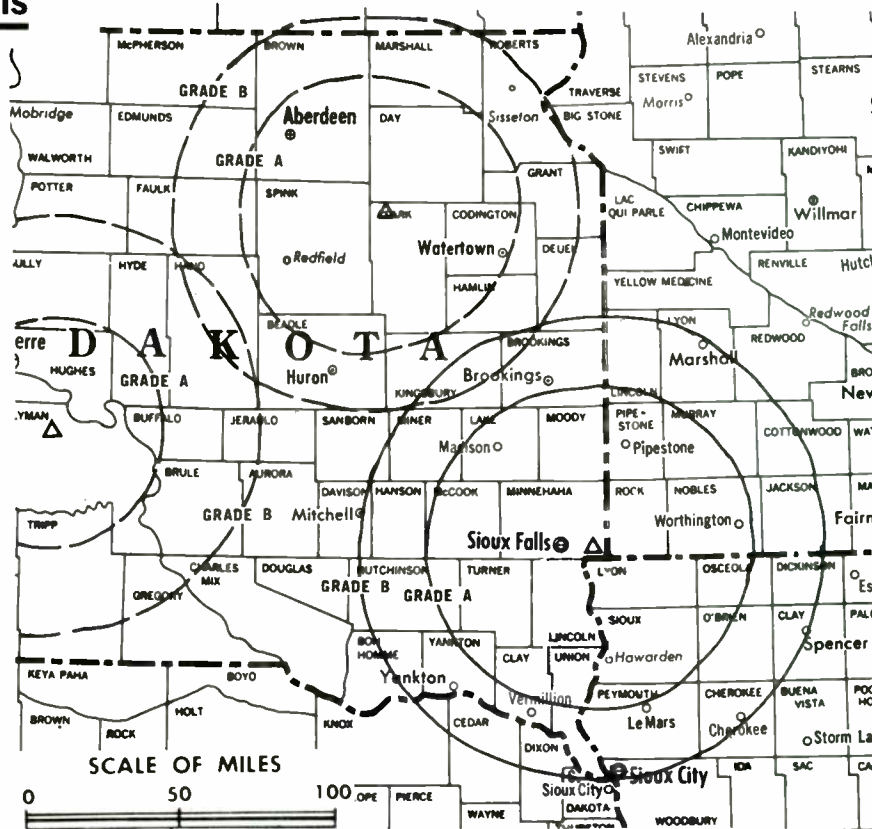 McPHERSON
BROWN
MARSHALL
ROBERTS
Alexandria
STEVENS
POPE
STEARNS
Morris
TRAVERSE
BIG STONE
GRADE B
Mobridge
EDMUNDS
Aberdeen
DAY
Sisseton
SWIFT
KANDIYOHI
WALWORTH
GRADE A
GRANT
POTTER
FAULK
SPINK
LAC
QUI PARLE
CHIPPEWA
Willmar
CODINGTON
Montevideo
Redfield
Watertown
DEUEL
HYDE
HAND
RENVILLE
HAMLIN
YELLOW MEDICINE
Redwood
Falls
LYON
REDWOOD
BEADLE
BROOKINGS
D A K O T A
HUGHES
Marshall
GRADE A
Huron
Brookings
KINGSBURY
LINCOLN
BUFFALO
JERAULO
SANBORN
MINER
LAKE
MOODY
PIPE-
STONE
MURRAY
COTTONWOOD
Madison
Pipestone
BRULE
AURORA
DAVISON
HANSON
McCOOK
MINNEHAHA
ROCK
NOBLES
JACKSON
GRADE B
Mitchell
Worthington
TRIPP
Sioux Falls
CHARLES
MIX
DOUGLAS
HUTCHINSON
TURNER
LYON
OSCEOLA
DICKINSON
GRADE B
GRADE A
GREGORY
SIOUX
O'BRIEN
CLAY
LINCOLN
BON
HOMME
YANKTON
CLAY
UNION
Hawarden
Spencer
KEYA PAHA
BOYD
Yankton
Vermillion
PLYMOUTH
CHEROKEE
BUENA
VISTA
BROWN
ROCK
HOLT
KNOX
CEDAR
LeMars
Cherokee
Storm La
DIXON
SCALE OF MILES
Sioux City
IDA
SAC
0 50 100
PIERCE
Sioux City
WAYNE
DAKOTA
WOODBURY